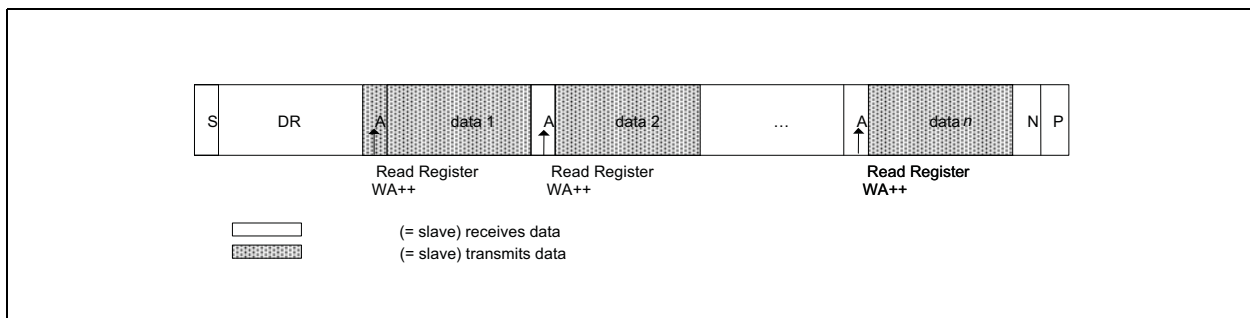 S DR A data 1 A data 2 … A data n N P
Read Register Read Register Read Register
WA++ WA++ WA++
(= slave) receives data
(= slave) transmits data